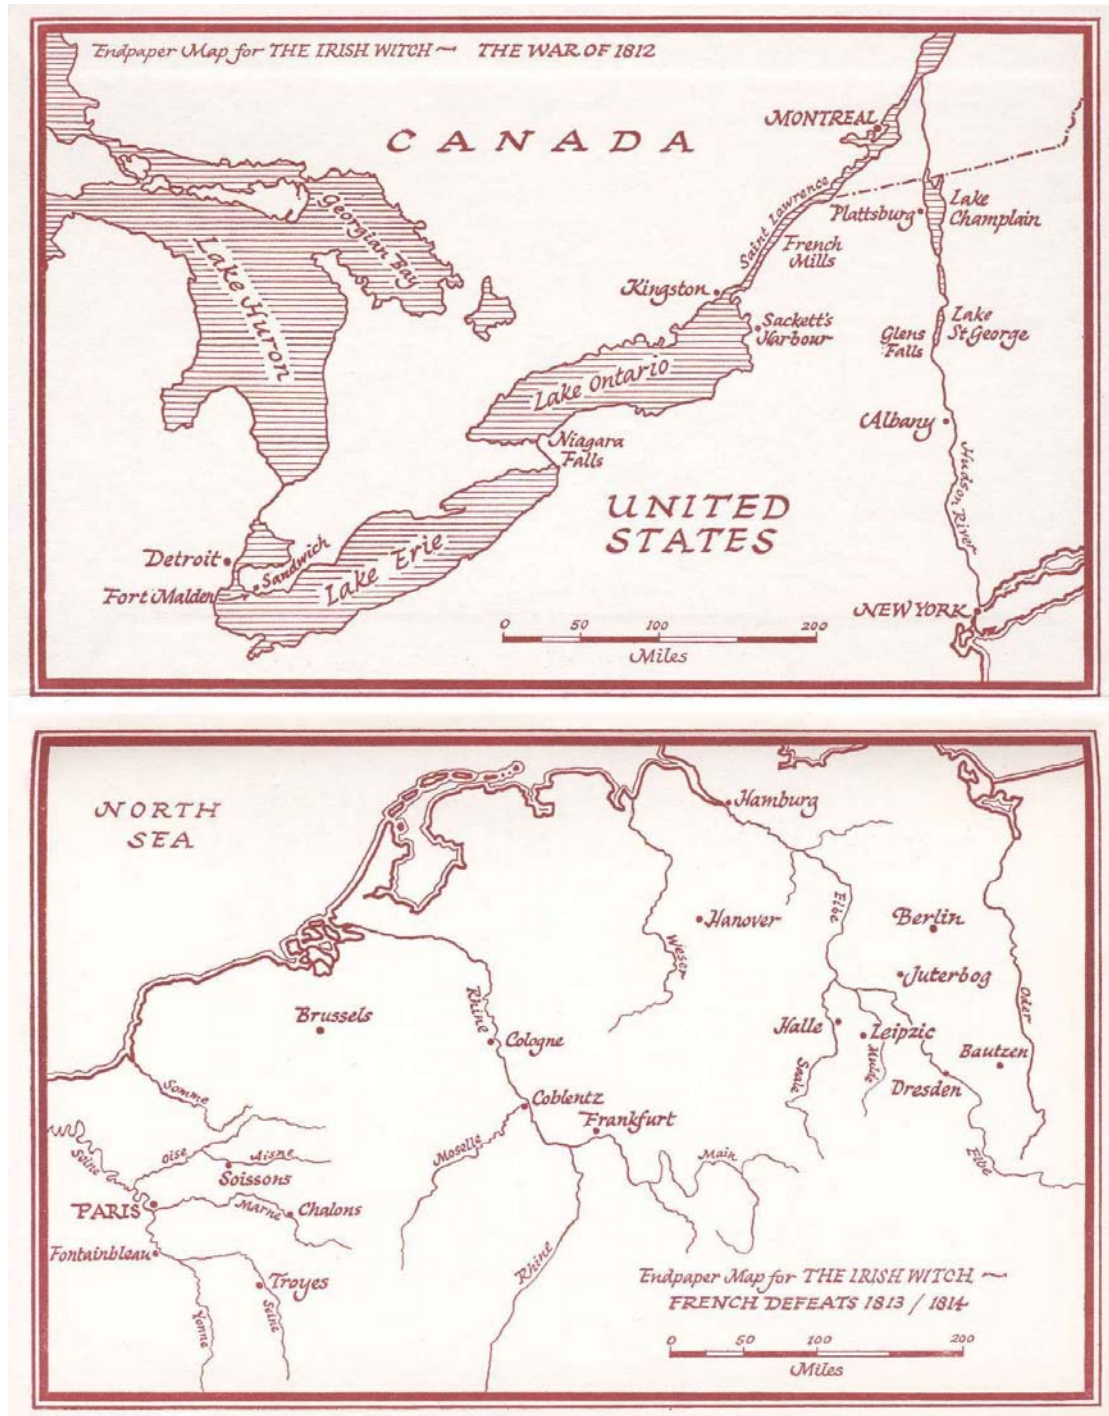 Endpaper Map for THE IRISH WITCH ~ THE WAR OF 1812
CANADA
MONTREAL
Saint Lawrence
Plattsburg
Lake
Champlain
Georgian Bay
Lake Huron
French
Mills
Kingston
Sackett's
Harbour
Lake
St George
Glens
Falls
Lake Ontario
Albany
Niagara
Falls
Hudson River
UNITED
STATES
Detroit
Sandwich
Lake Erie
Fort Malden
NEW YORK
0 50 100 200
Miles
NORTH
SEA
Hamburg
Elbe
Hanover
Berlin
Weser
Juterbog
Rhine
Oder
Brussels
Halle
Leipzic
Cologne
Bautzen
Mulde
Saale
Dresden
Somme
Coblentz
Frankfurt
Seine
Oise
Aisne
Moselle
Main
Elbe
Soissons
PARIS
Marne
Chalons
Fontainbleau
Rhine
Troyes
Yonne
Seine
Endpaper Map for THE IRISH WITCH ~
FRENCH DEFEATS 1813 / 1814
0 50 100 200
Miles